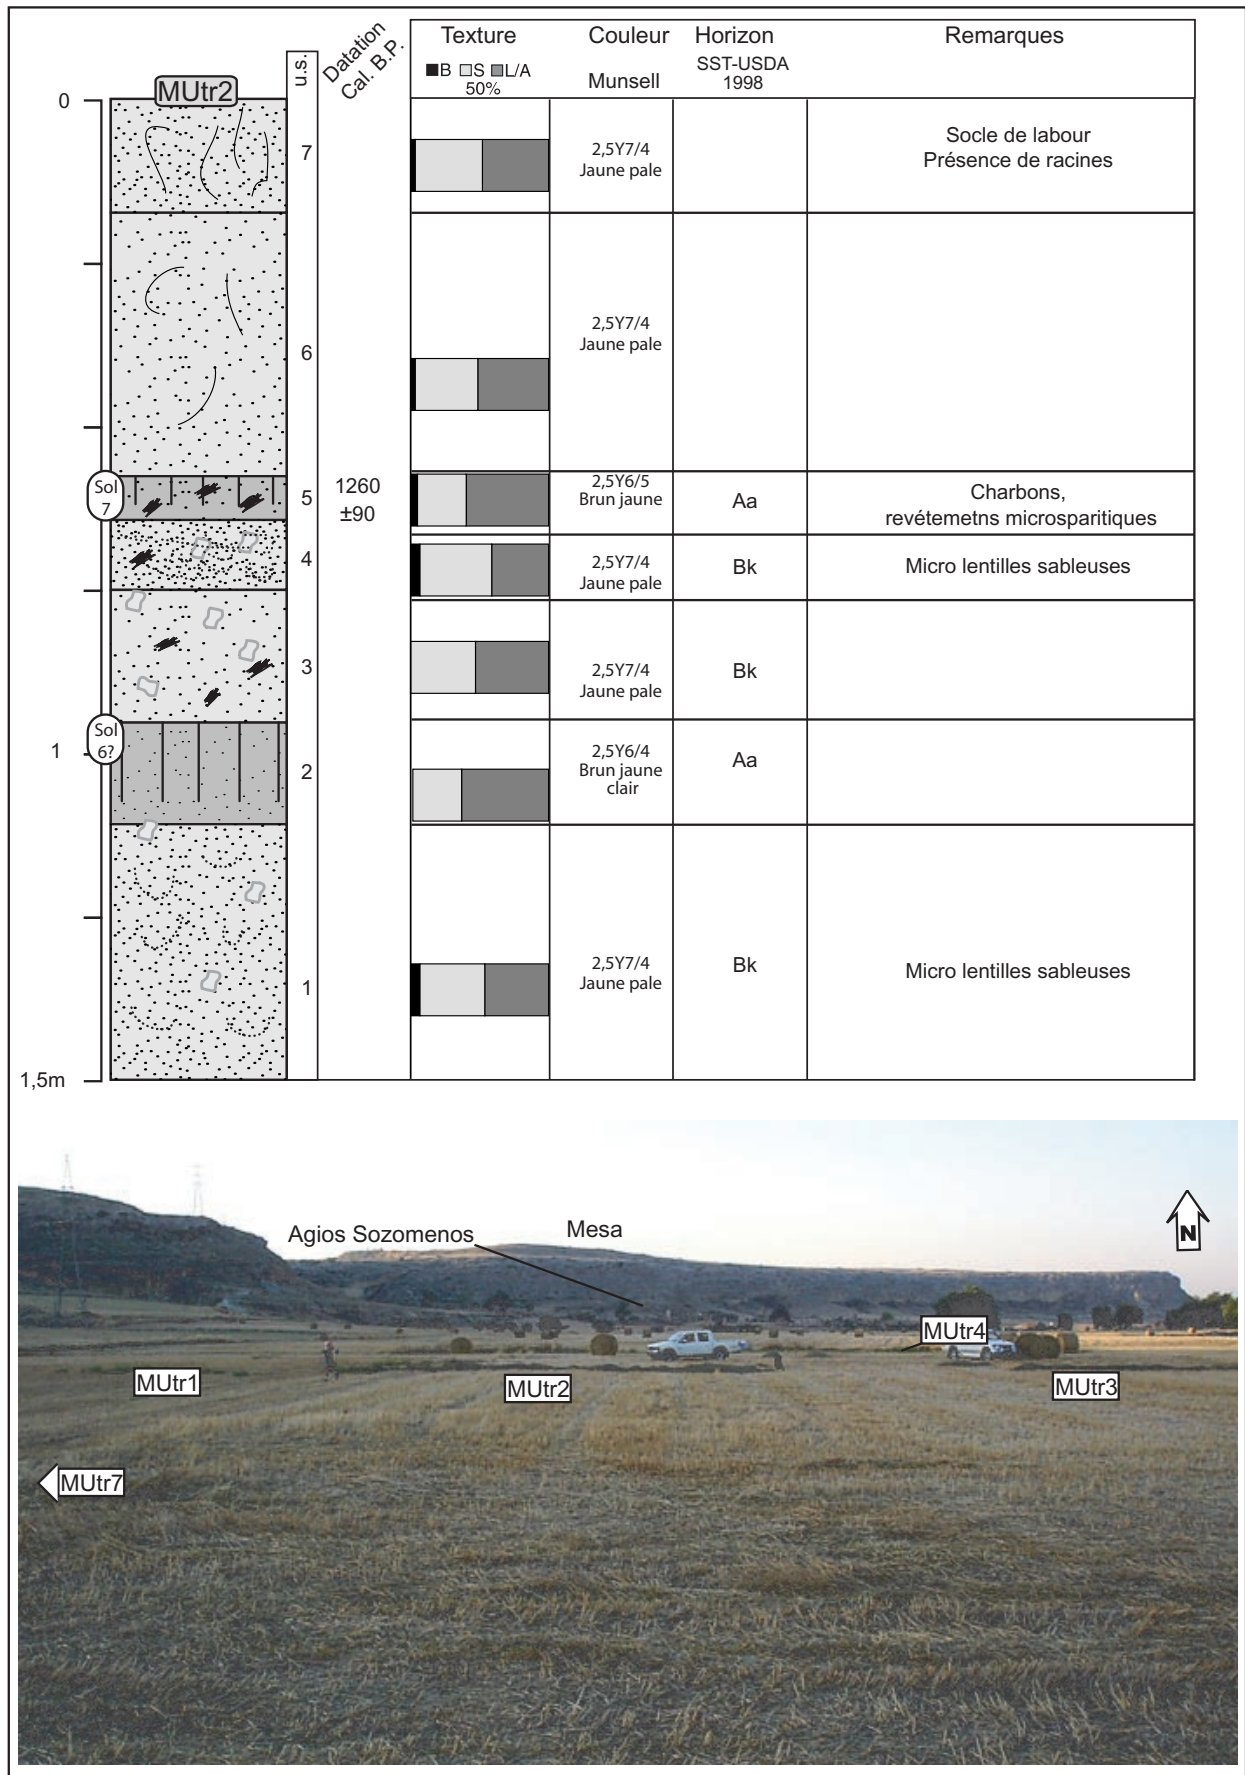 u.s.
Datation
Cal. B.P.
Texture
Couleur
Horizon
Remarques
B S L/A
50%
Munsell
SST-USDA
1998
MUtr2
0
7
2,5Y7/4
Jaune pale
Socle de labour
Présence de racines
6
2,5Y7/4
Jaune pale
Sol
7
5
1260
±90
2,5Y6/5
Brun jaune
Aa
Charbons,
revétemetns microsparitiques
4
2,5Y7/4
Jaune pale
Bk
Micro lentilles sableuses
3
2,5Y7/4
Jaune pale
Bk
Sol
6?
1
2
2,5Y6/4
Brun jaune
clair
Aa
1
2,5Y7/4
Jaune pale
Bk
Micro lentilles sableuses
1,5m
Agios Sozomenos
Mesa
N
MUtr4
MUtr1
MUtr2
MUtr3
MUtr7